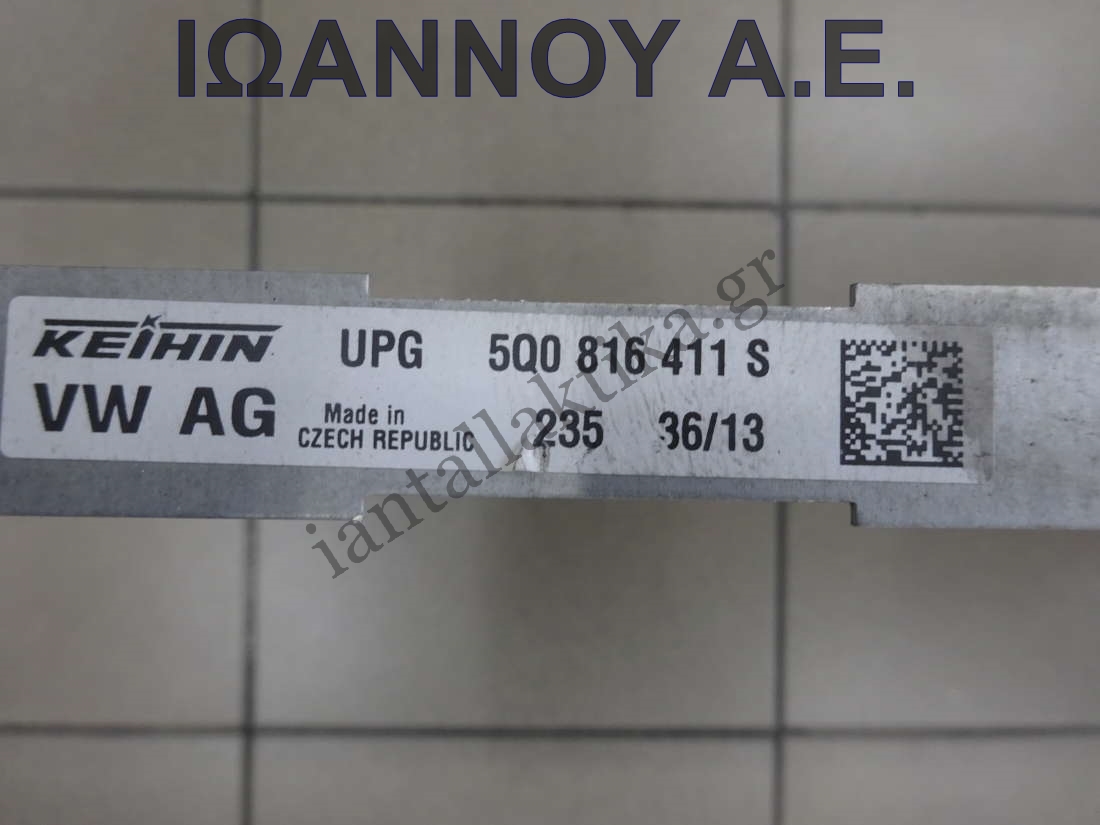 ΙΩΑΝΝΟΥ Α.Ε.
KEIHIN UPG 5Q0 816 411 S
VW AG Made in CZECH REPUBLIC 235 36/13
iantallaktika.gr